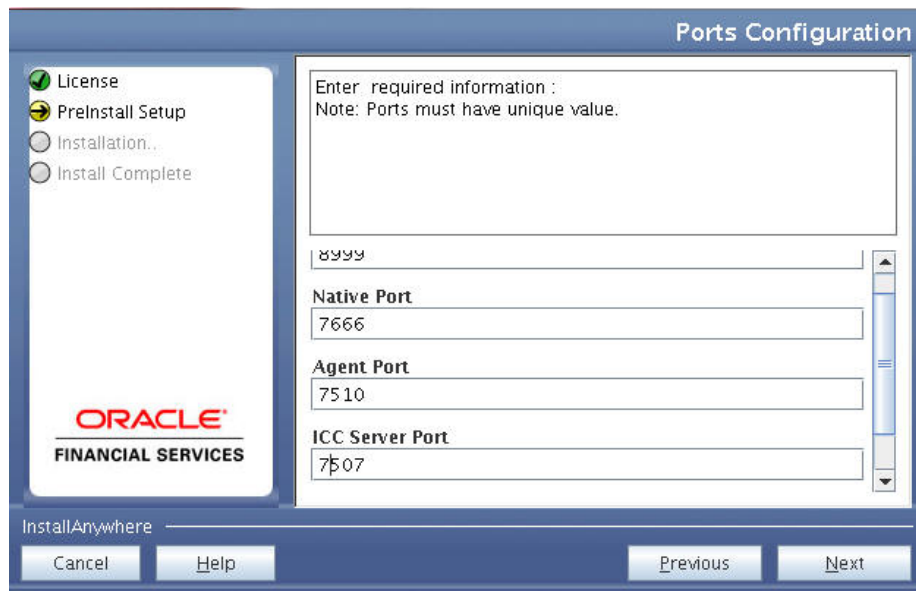 Ports Configuration
License
PreInstall Setup
Installation..
Install Complete
ORACLE
FINANCIAL SERVICES
Enter required information :
Note: Ports must have unique value.
8999
Native Port
7666
Agent Port
7510
ICC Server Port
7507
InstallAnywhere
Cancel
Help
Previous
Next